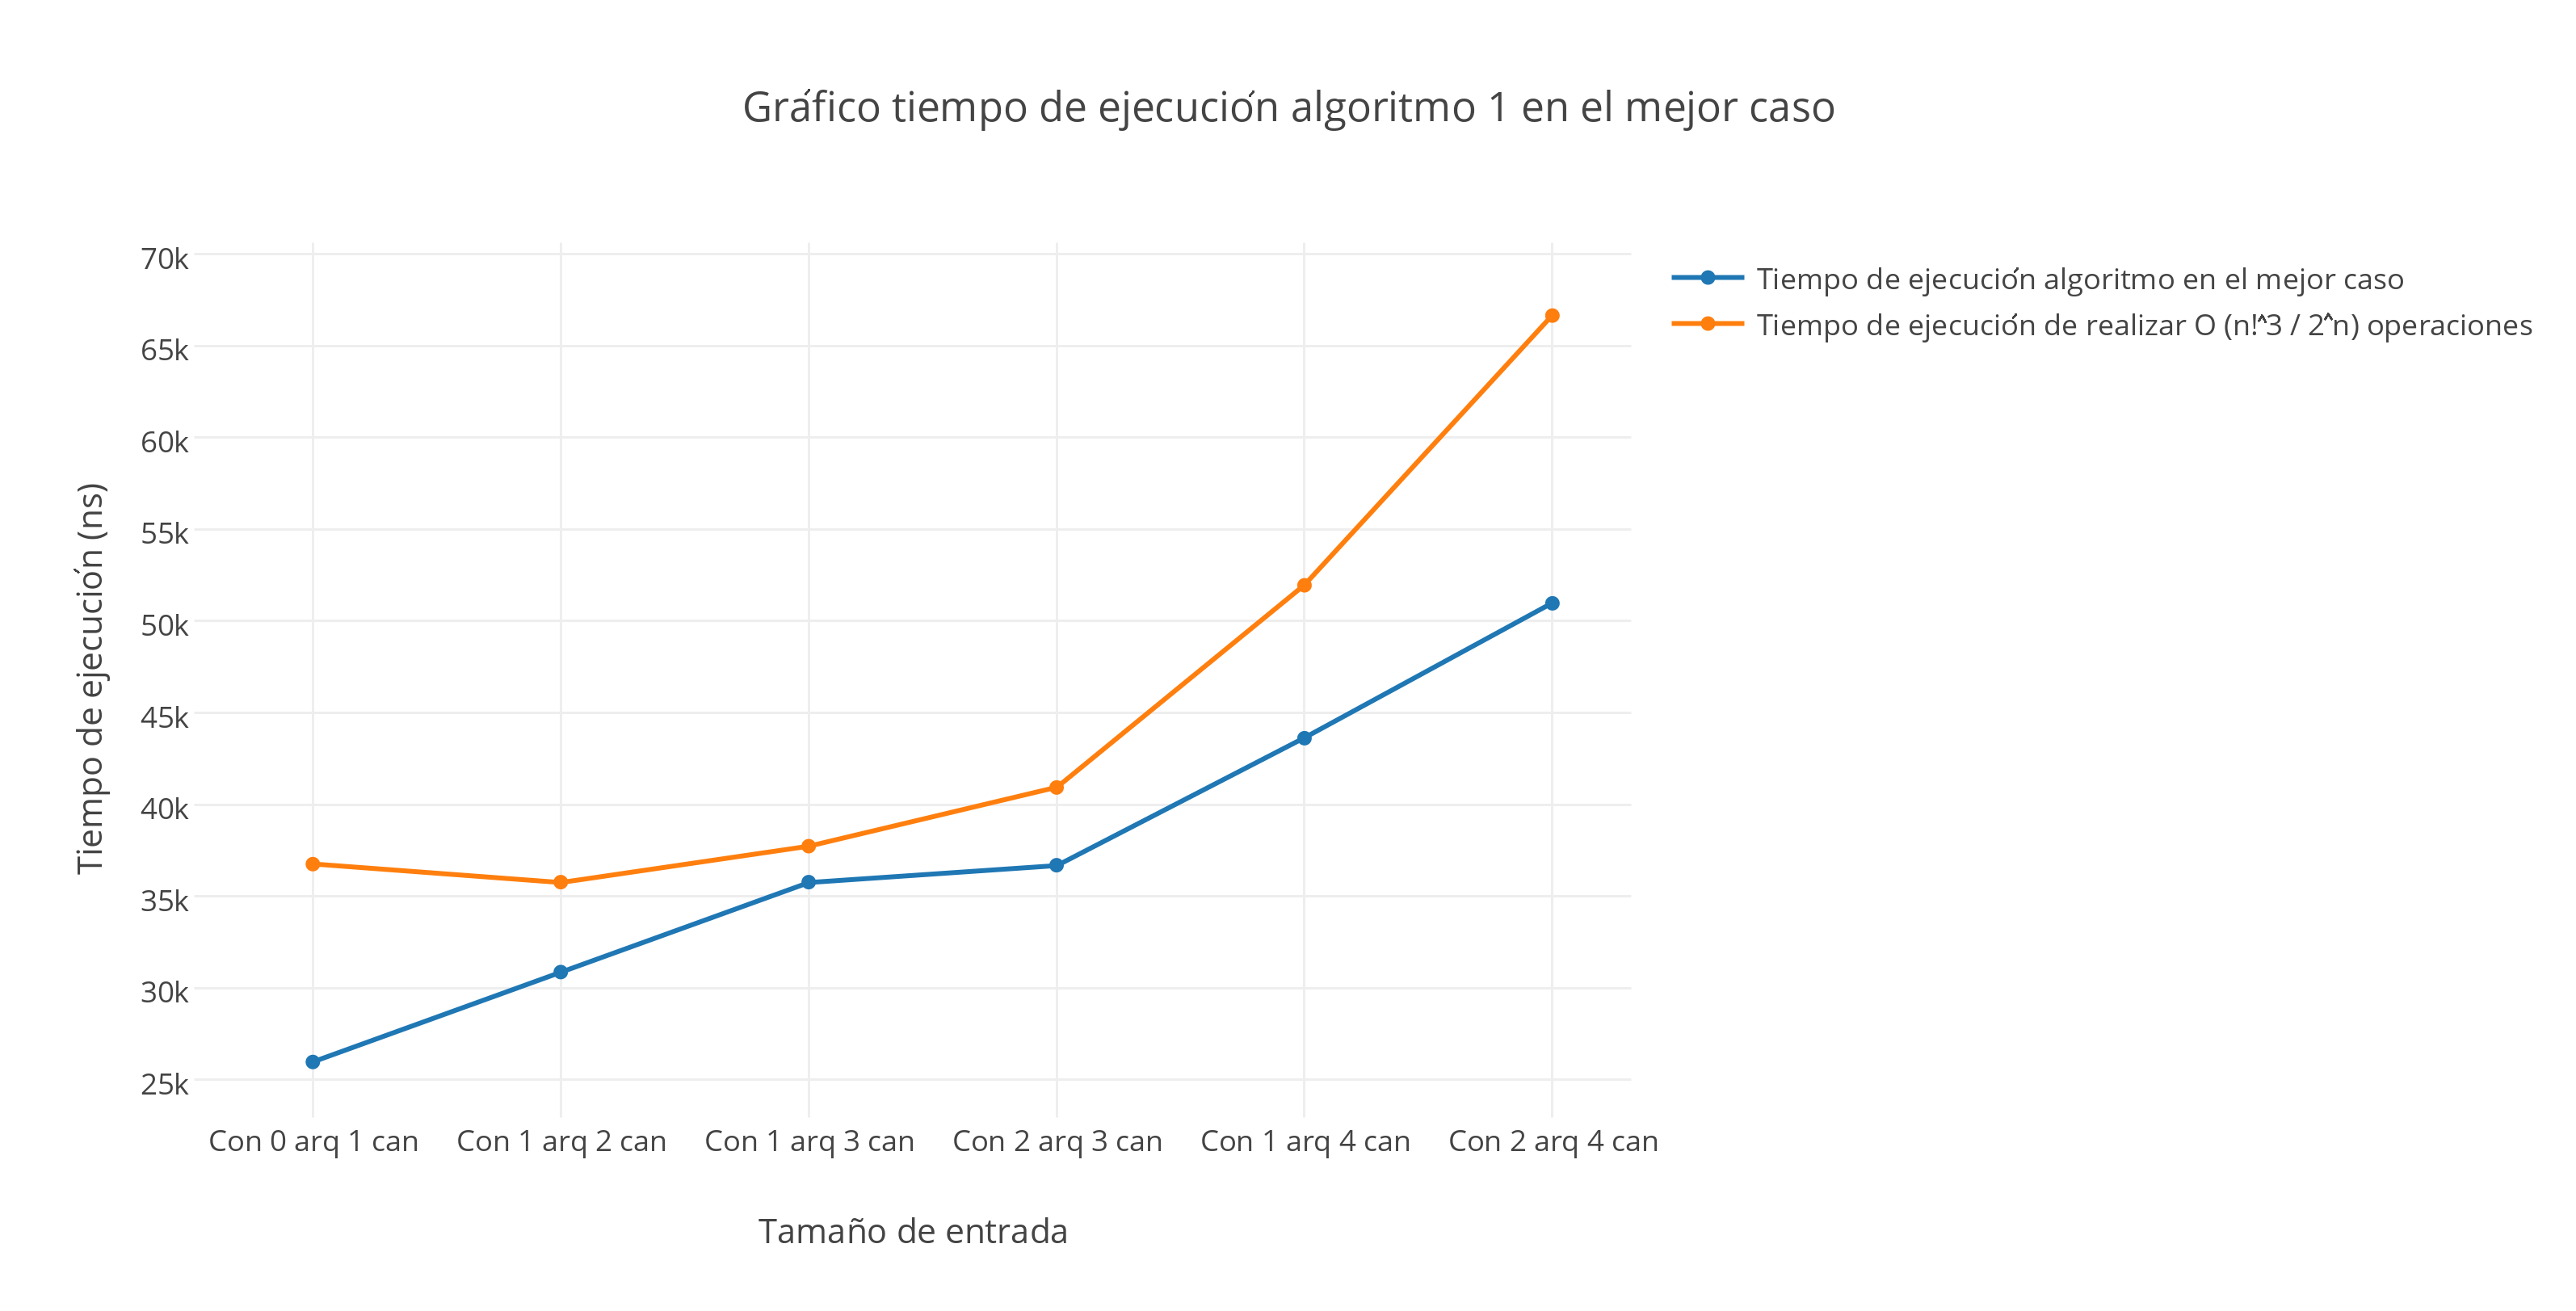 Gráfico tiempo de ejecución algoritmo 1 en el mejor caso
Tiempo de ejecución algoritmo en el mejor caso
Tiempo de ejecución de realizar O (n!^3 / 2^n) operaciones
Tiempo de ejecución (ns)
70k
65k
60k
55k
50k
45k
40k
35k
30k
25k
Con 0 arq 1 can
Con 1 arq 2 can
Con 1 arq 3 can
Con 2 arq 3 can
Con 1 arq 4 can
Con 2 arq 4 can
Tamaño de entrada